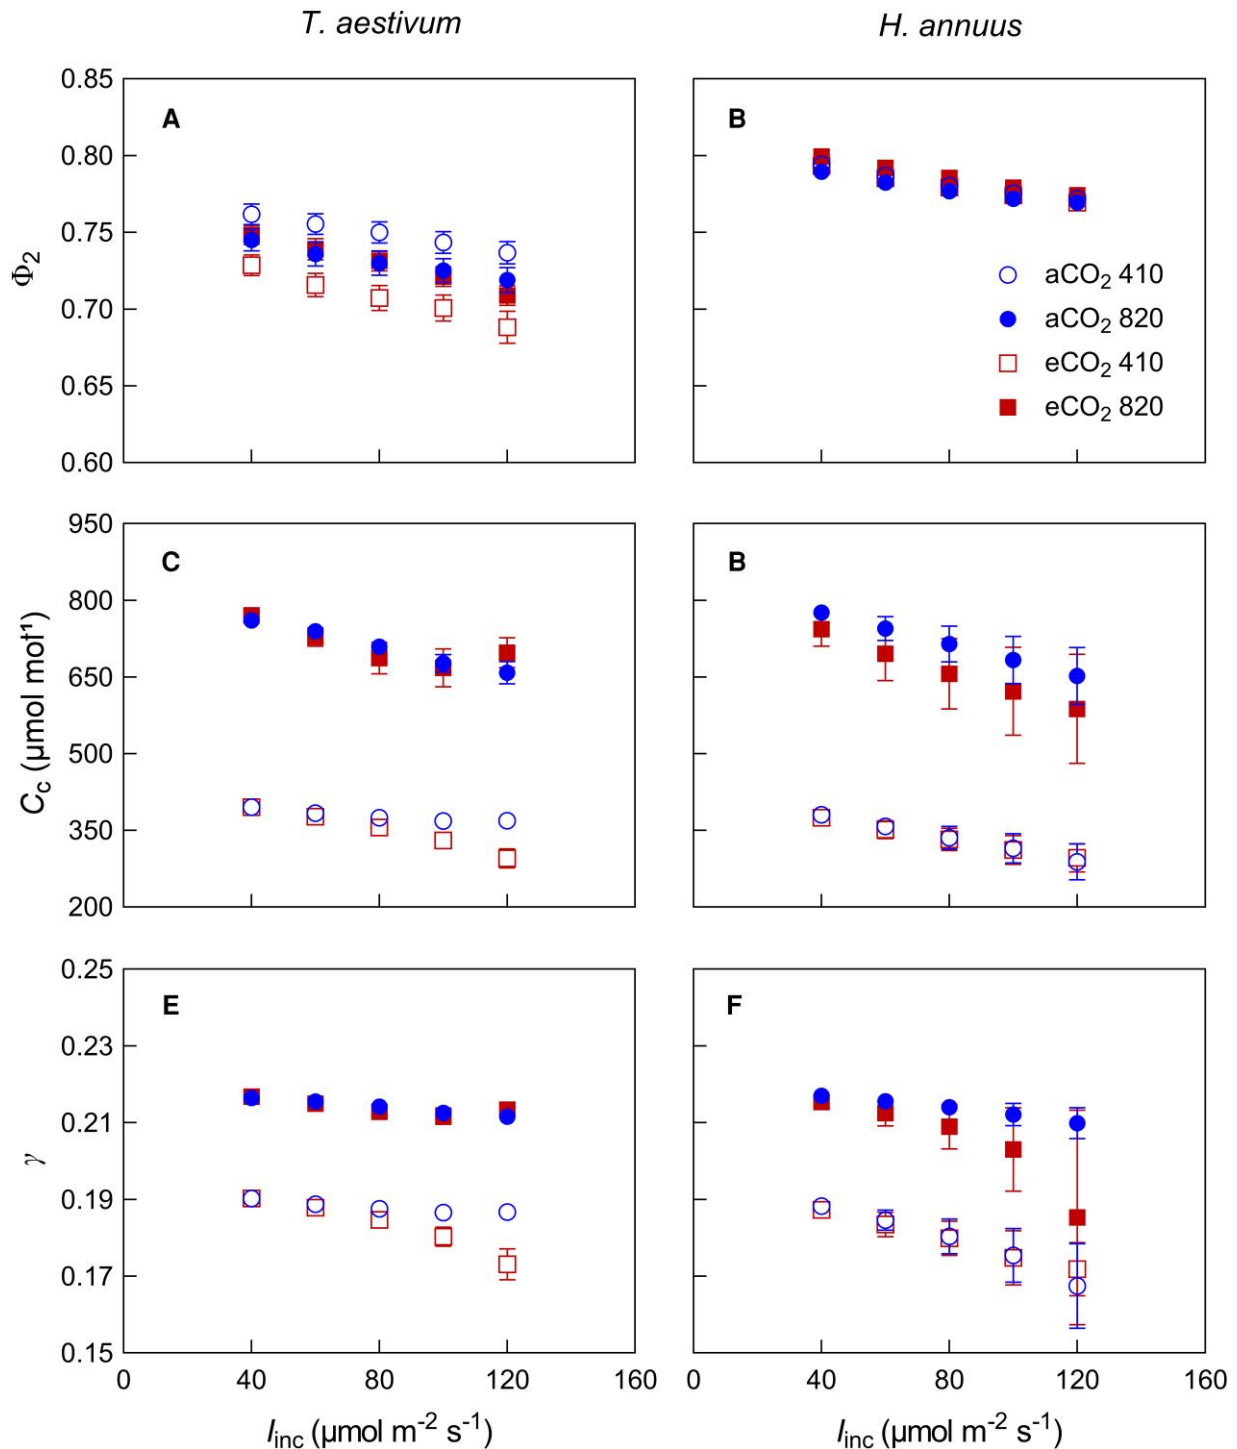 T. aestivum
H. annuus
0.85
0.80
0.75
0.70
0.65
0.60
Φ2
A
B
aCO2 410
aCO2 820
eCO2 410
eCO2 820
950
800
650
500
350
200
Cc (µmol mol¹)
C
B
0.25
0.23
0.21
0.19
0.17
0.15
γ
E
F
0 40 80 120 160
0 40 80 120 160
Iinc (µmol m-2 s-1)
Iinc (µmol m-2 s-1)